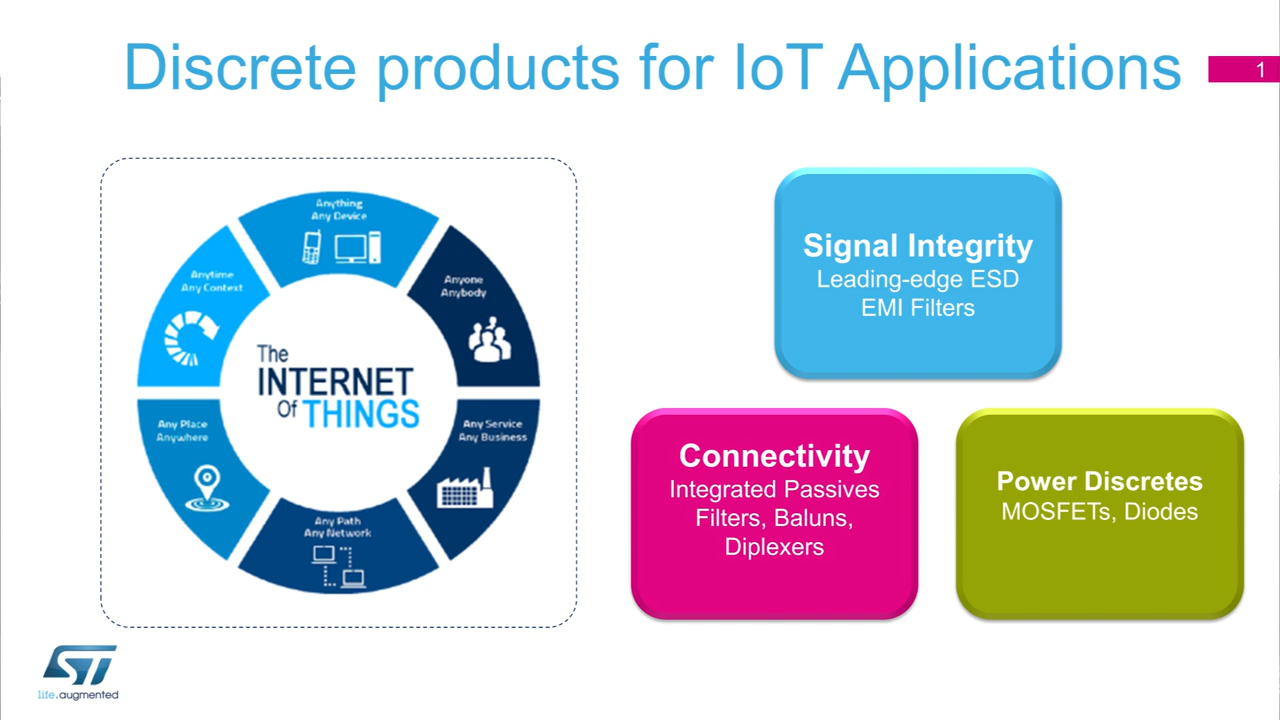 Discrete products for IoT Applications
1
Anything
Any Device
Anytime
Any Context
Anyone
Anybody
The
INTERNET
Of THINGS
Any Place
Anywhere
Any Service
Any Business
Any Path
Any Network
Signal Integrity
Leading-edge ESD
EMI Filters
Connectivity
Integrated Passives
Filters, Baluns,
Diplexers
Power Discretes
MOSFETs, Diodes
ST
life.augmented